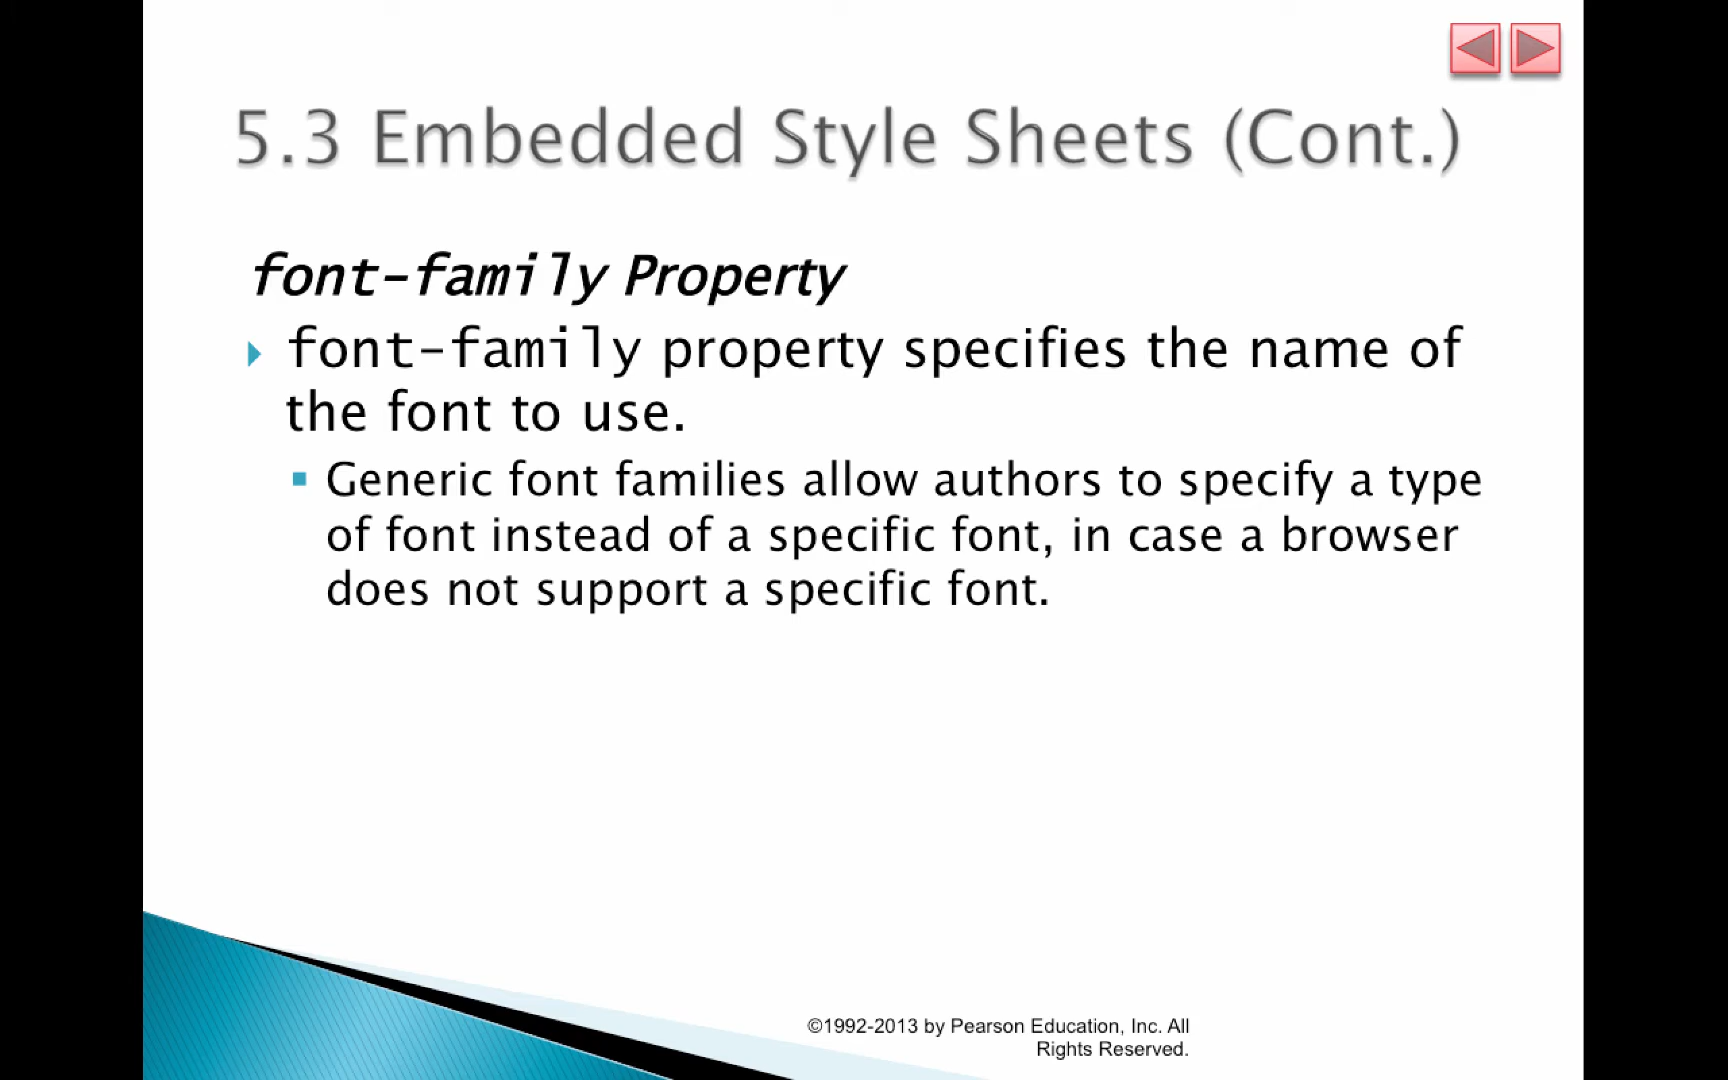 5.3 Embedded Style Sheets (Cont.)
font-family Property
font-family property specifies the name of
the font to use.
Generic font families allow authors to specify a type
of font instead of a specific font, in case a browser
does not support a specific font.
©1992-2013 by Pearson Education, Inc. All
Rights Reserved.